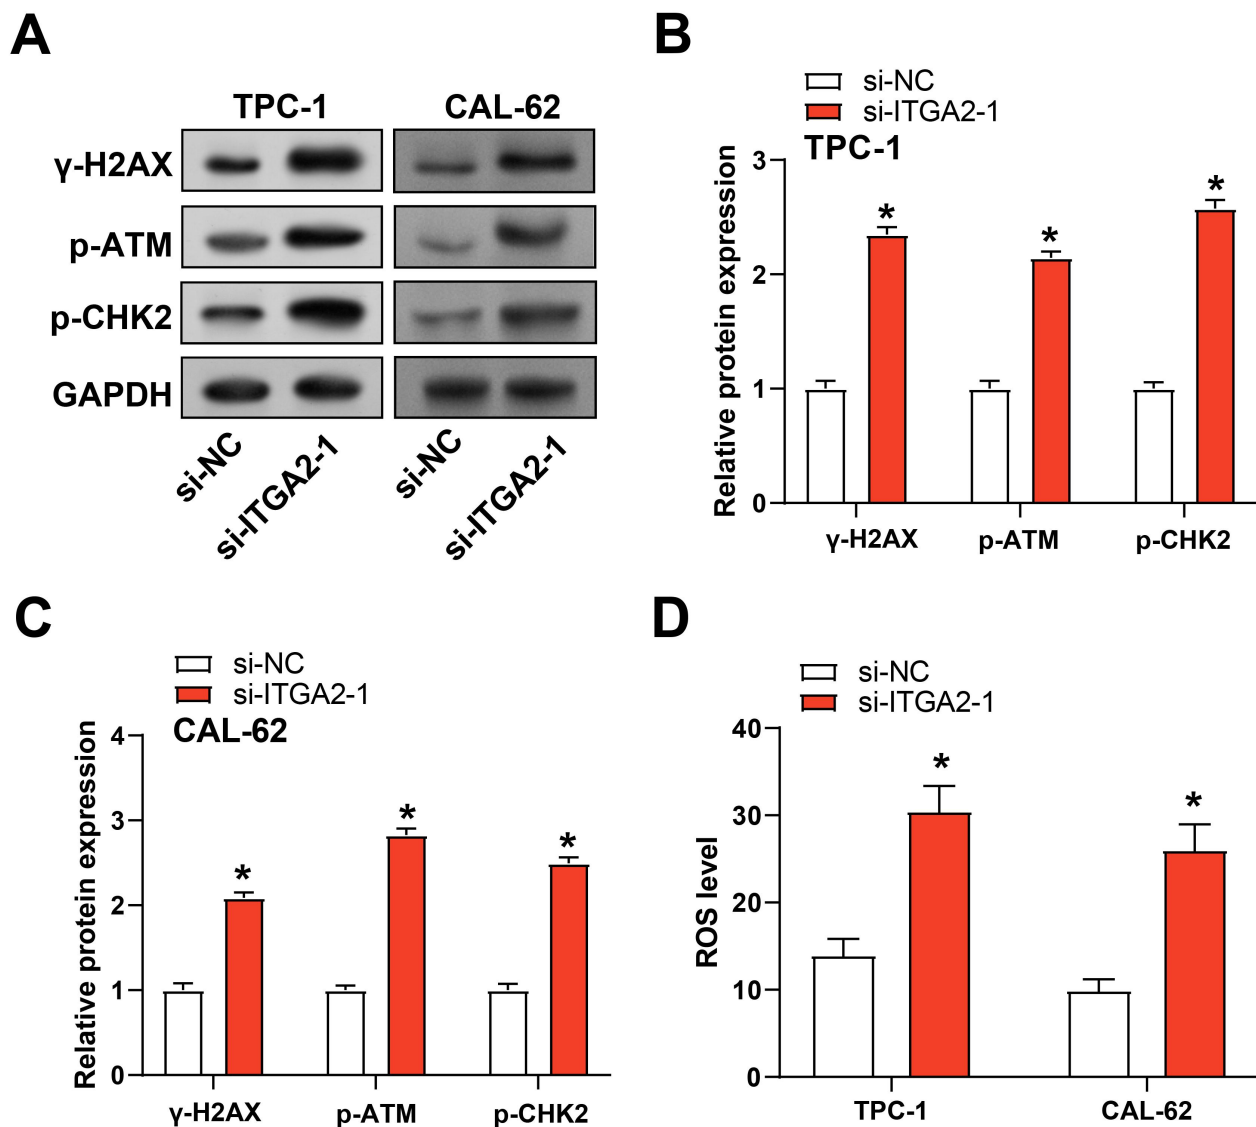 A
TPC-1 CAL-62
γ-H2AX
p-ATM
p-CHK2
GAPDH
si-NC si-ITGA2-1 si-NC si-ITGA2-1
B
si-NC
si-ITGA2-1
TPC-1
Relative protein expression
3
*
*
*
2
1
0
γ-H2AX p-ATM p-CHK2
C
si-NC
si-ITGA2-1
CAL-62
Relative protein expression
4
3
*
*
*
2
1
0
γ-H2AX p-ATM p-CHK2
D
si-NC
si-ITGA2-1
ROS level
40
*
*
30
20
10
0
TPC-1 CAL-62